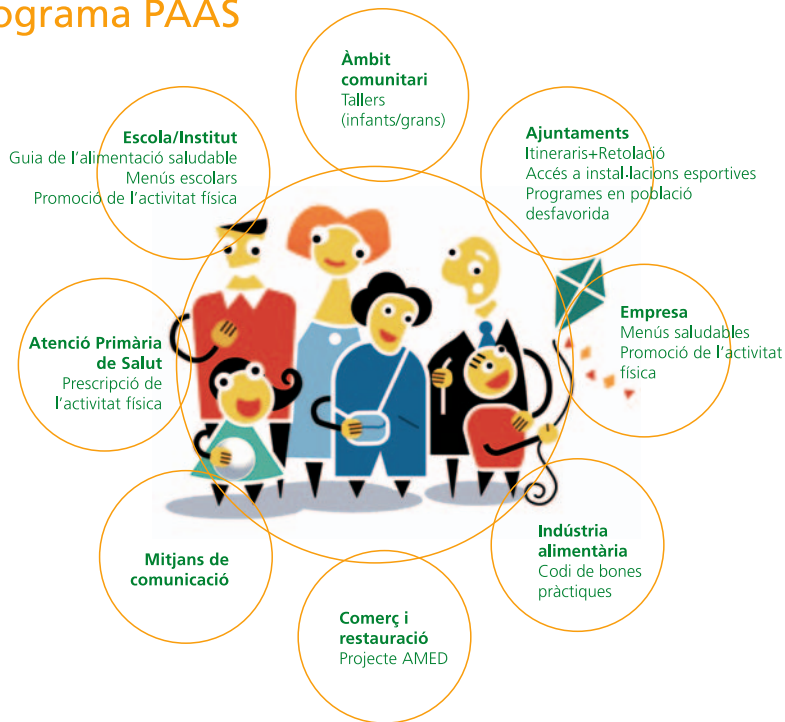 ograma PAAS
Àmbit
comunitari
Tallers
(infants/grans)
Escola/Institut
Guia de l'alimentació saludable
Menús escolars
Promoció de l'activitat física
Ajuntaments
Itineraris+Retolació
Accés a instal·lacions esportives
Programes en població
desfavorida
Empresa
Menús saludables
Promoció de l'activitat
física
Atenció Primària
de Salut
Prescripció de
l'activitat física
Indústria
alimentària
Codi de bones
pràctiques
Mitjans de
comunicació
Comerç i
restauració
Projecte AMED